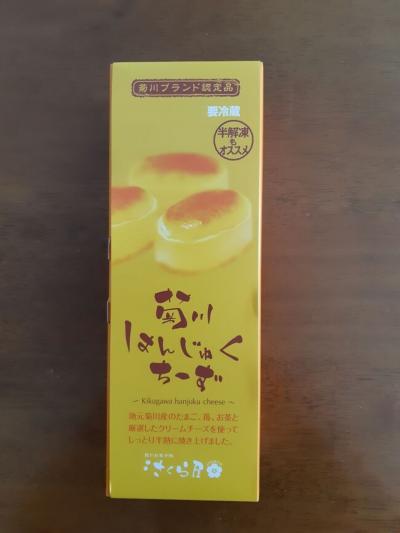 菊川ブランド認定品
要冷蔵
半解凍
も
オススメ
菊川
はんじゅく
ちーず
～ Kikugawa hanjuku cheese ～
地元菊川産のたまご、苺、お茶と
厳選したクリームチーズを使って
しっとり半熟に焼き上げました。
さくら屋